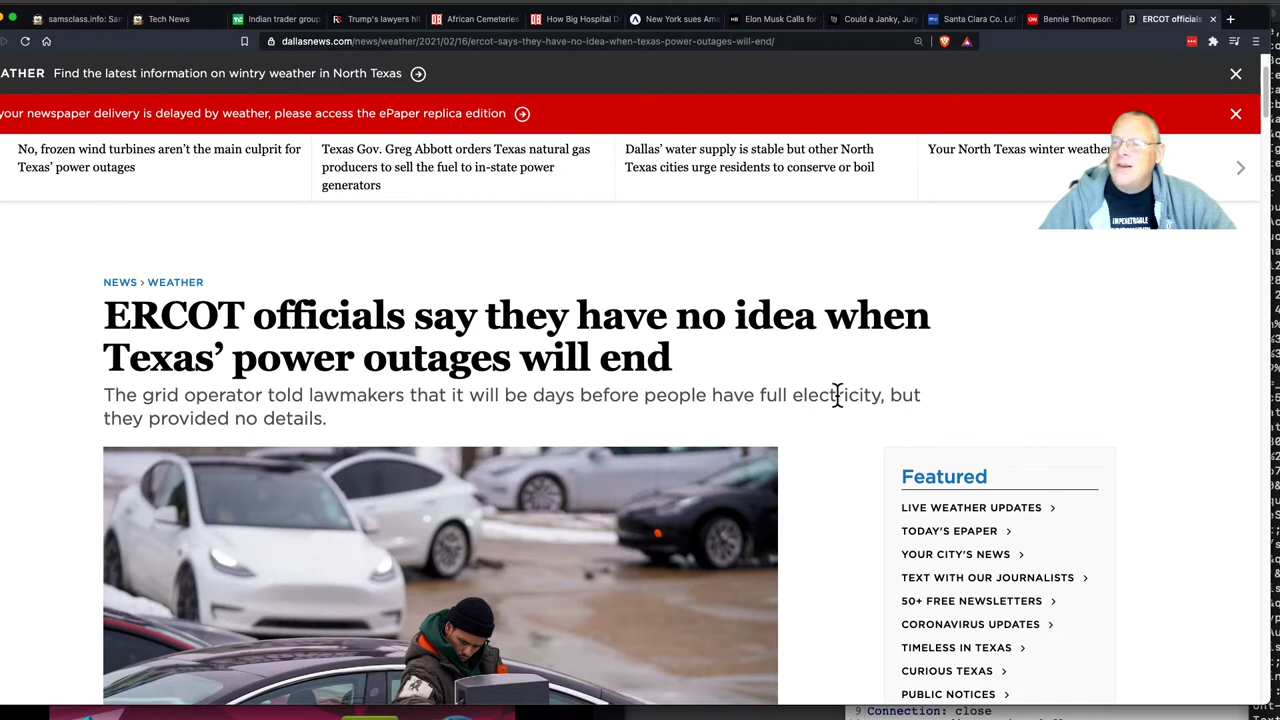 samsclass.info: Sam
Tech News
Indian trader group
Trump's lawyers hi
African Cemeteries
How Big Hospital D
New York sues Ama
Elon Musk Calls for
Could a Janky, Jury
Santa Clara Co. Lef
Bennie Thompson:
ERCOT officials
dallasnews.com/news/weather/2021/02/16/ercot-says-they-have-no-idea-when-texas-power-outages-will-end/
EATHER Find the latest information on wintry weather in North Texas
your newspaper delivery is delayed by weather, please access the ePaper replica edition
No, frozen wind turbines aren't the main culprit for
Texas' power outages
Texas Gov. Greg Abbott orders Texas natural gas
producers to sell the fuel to in-state power
generators
Dallas' water supply is stable but other North
Texas cities urge residents to conserve or boil
Your North Texas winter weather
IMPENETRABLE
NEWS > WEATHER
ERCOT officials say they have no idea when
Texas' power outages will end
The grid operator told lawmakers that it will be days before people have full electricity, but
they provided no details.
Featured
LIVE WEATHER UPDATES
TODAY'S EPAPER
YOUR CITY'S NEWS
TEXT WITH OUR JOURNALISTS
50+ FREE NEWSLETTERS
CORONAVIRUS UPDATES
TIMELESS IN TEXAS
CURIOUS TEXAS
PUBLIC NOTICES
9 Connection: close